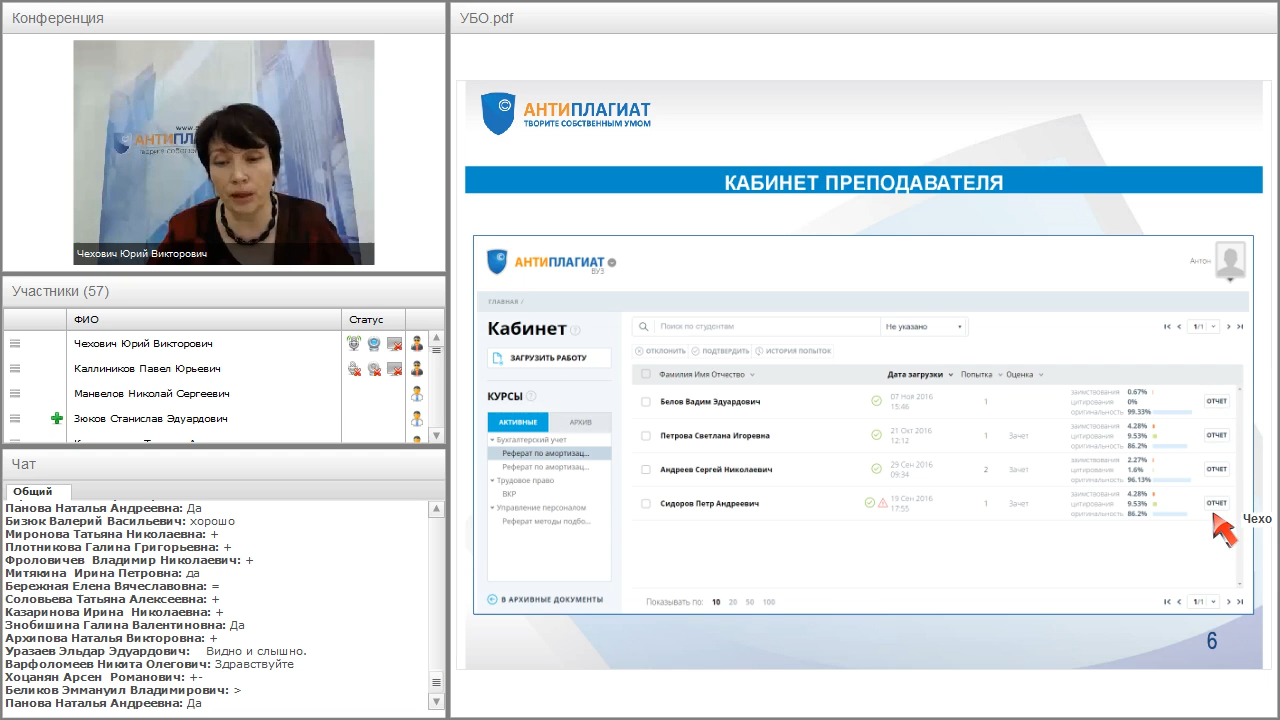 Конференция
www.
АНТИПЛ
Чехович Юрий Викторович
Участники (57)
ФИО
Статус
Чехович Юрий Викторович
Каллиников Павел Юрьевич
Манвелов Николай Сергеевич
Зюков Станислав Эдуардович
Чат
Общий
Панова Наталья Андреевна: Да
Бизюк Валерий Васильевич: хорошо
Миронова Татьяна Николаевна: +
Плотникова Галина Григорьевна: +
Фроловичев Владимир Николаевич: +
Митякина Ирина Петровна: да
Бережная Елена Вячеславовна: =
Соловьева Татьяна Алексеевна: +
Казаринова Ирина Николаевна: +
Знобишина Галина Валентиновна: Да
Архипова Наталья Викторовна: +
Уразаев Эльдар Эдуардович: Видно и слышно.
Варфоломеев Никита Олегович: Здравствуйте
Хоцанян Арсен Романович: +-
Беликов Эммануил Владимирович: >
Панова Наталья Андреевна: Да
УБО.pdf
АНТИПЛАГИАТ
ТВОРИТЕ СОБСТВЕННЫМ УМОМ
КАБИНЕТ ПРЕПОДАВАТЕЛЯ
АНТИПЛАГИАТ
ВУЗ
Антон
ГЛАВНАЯ /
Кабинет
ЗАГРУЗИТЬ РАБОТУ
КУРСЫ
АКТИВНЫЕ АРХИВ
Бухгалтерский учет
Реферат по амортизац...
Реферат по амортизац...
Трудовое право
ВКР
Управление персоналом
Реферат методы подбо...
В АРХИВНЫЕ ДОКУМЕНТЫ
Поиск по студентам Не указано 1/1
ОТКЛОНИТЬ ПОДТВЕРДИТЬ ИСТОРИЯ ПОПЫТОК
Фамилия Имя Отчество Дата загрузки Попытка Оценка
Белов Вадим Эдуардович 07 Ноя 2016 15:46 1 заимствования 0.67% цитирования 0% оригинальность 99.33% ОТЧЕТ
Петрова Светлана Игоревна 21 Окт 2016 12:12 1 Зачет заимствования 4.28% цитирования 9.53% оригинальность 86.2% ОТЧЕТ
Андреев Сергей Николаевич 29 Сен 2016 09:34 2 Зачет заимствования 2.27% цитирования 1.6% оригинальность 96.13% ОТЧЕТ
Сидоров Петр Андреевич 19 Сен 2016 17:55 1 Зачет заимствования 4.28% цитирования 9.53% оригинальность 86.2% ОТЧЕТ
Чехо
Показывать по: 10 20 50 100 1/1
6